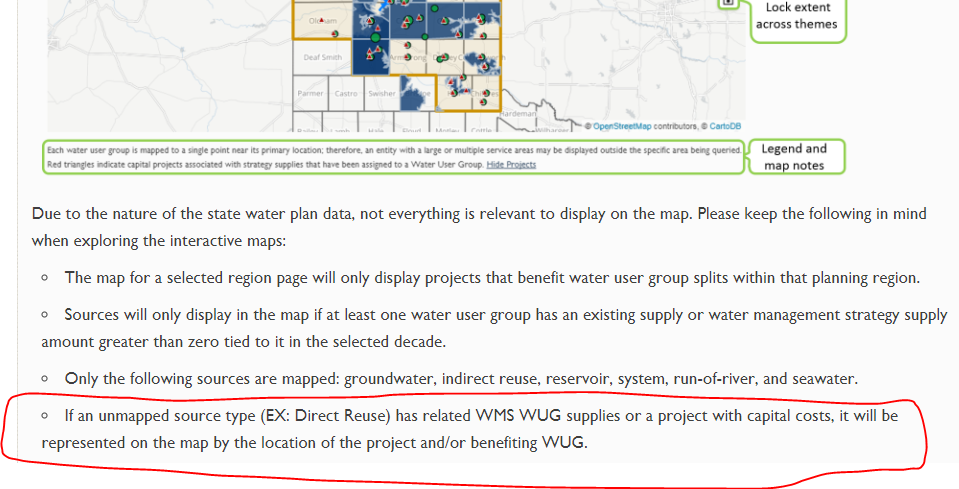 Lock extent
across themes
Oldham
Deaf Smith
Parmer Castro Swisher
Hardeman
© OpenStreetMap contributors, © CartoDB
Each water user group is mapped to a single point near its primary location; therefore, an entity with a large or multiple service areas may be displayed outside the specific area being queried.
Red triangles indicate capital projects associated with strategy supplies that have been assigned to a Water User Group. Hide Projects
Legend and
map notes
Due to the nature of the state water plan data, not everything is relevant to display on the map. Please keep the following in mind
when exploring the interactive maps:
The map for a selected region page will only display projects that benefit water user group splits within that planning region.
Sources will only display in the map if at least one water user group has an existing supply or water management strategy supply
amount greater than zero tied to it in the selected decade.
Only the following sources are mapped: groundwater, indirect reuse, reservoir, system, run-of-river, and seawater.
If an unmapped source type (EX: Direct Reuse) has related WMS WUG supplies or a project with capital costs, it will be
represented on the map by the location of the project and/or benefiting WUG.